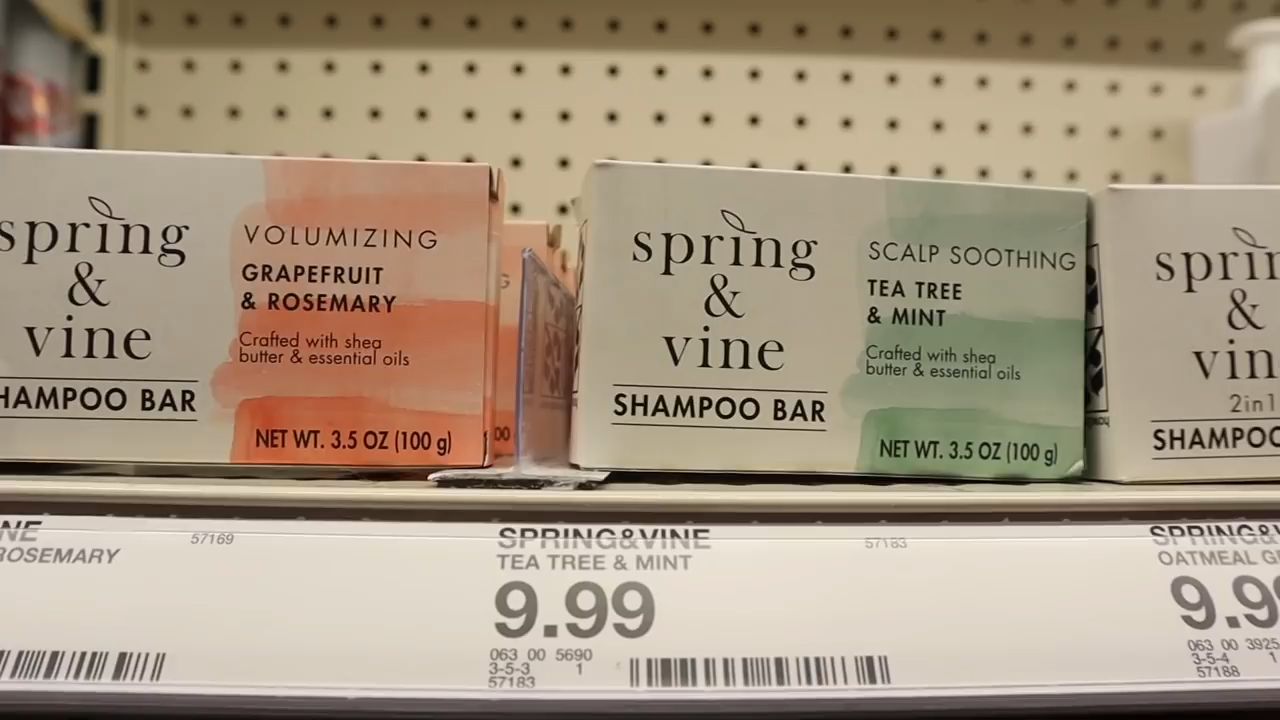 spring
&
vine
HAMPOO BAR
VOLUMIZING
GRAPEFRUIT
& ROSEMARY
Crafted with shea
butter & essential oils
NET WT. 3.5 OZ (100 g)
G
00
spring
&
vine
SHAMPOO BAR
SCALP SOOTHING
TEA TREE
& MINT
Crafted with shea
butter & essential oils
NET WT. 3.5 OZ (100 g)
sprin
&
vin
2in1
SHAMPOO
NE
ROSEMARY
57169
SPRING&VINE
TEA TREE & MINT
57183
9.99
063 00 5690
3-5-3 1
57183
SPRING&V
OATMEAL G
9.99
063 00 3925
3-5-4 1
57188